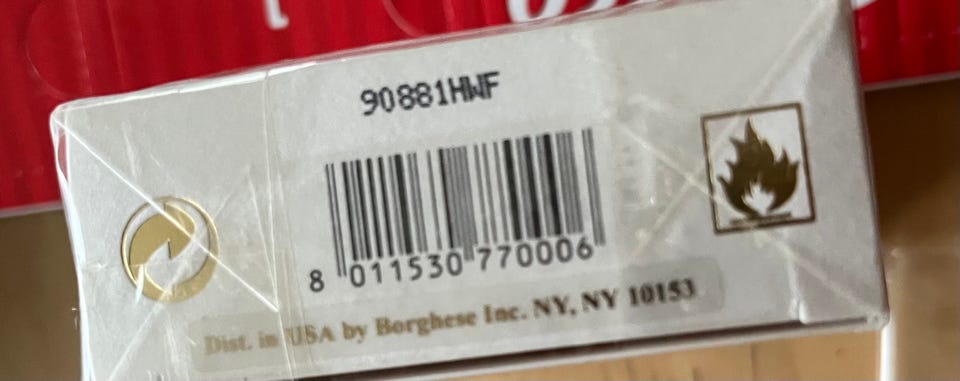 90881HWF
8 011530 770006
Dist. in USA by Borghese Inc. NY, NY 10153